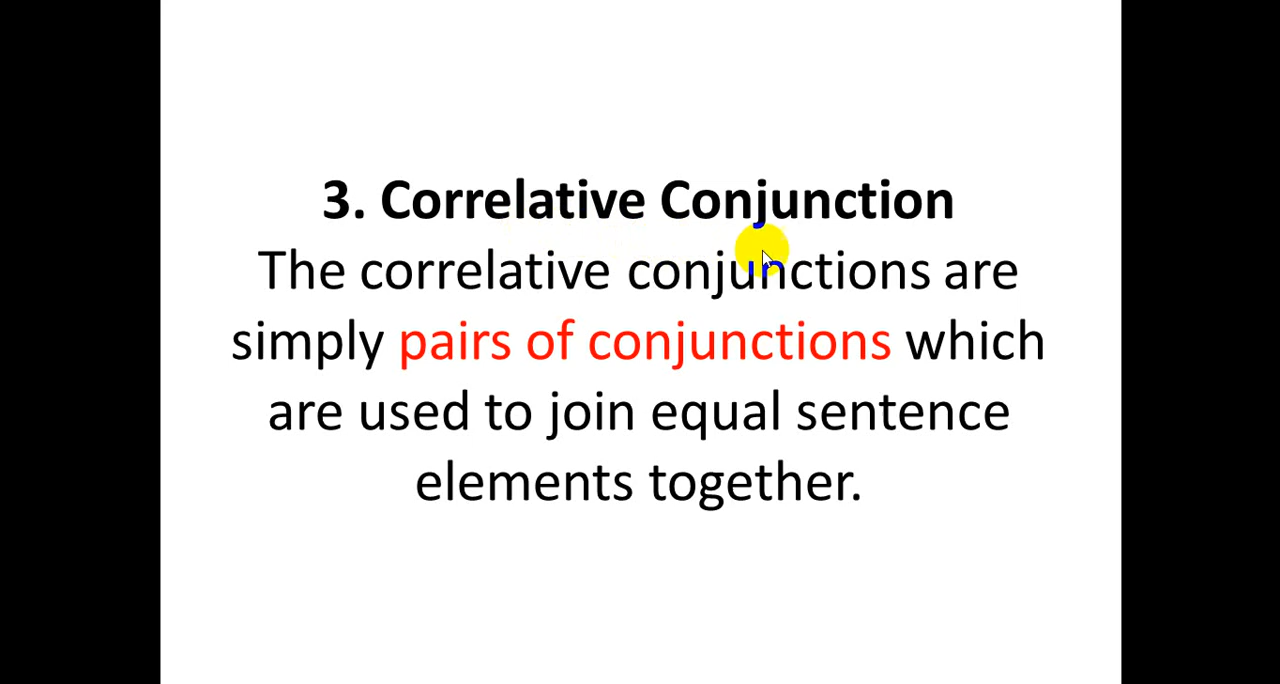 3. Correlative Conjunction
The correlative conjunctions are
simply pairs of conjunctions which
are used to join equal sentence
elements together.